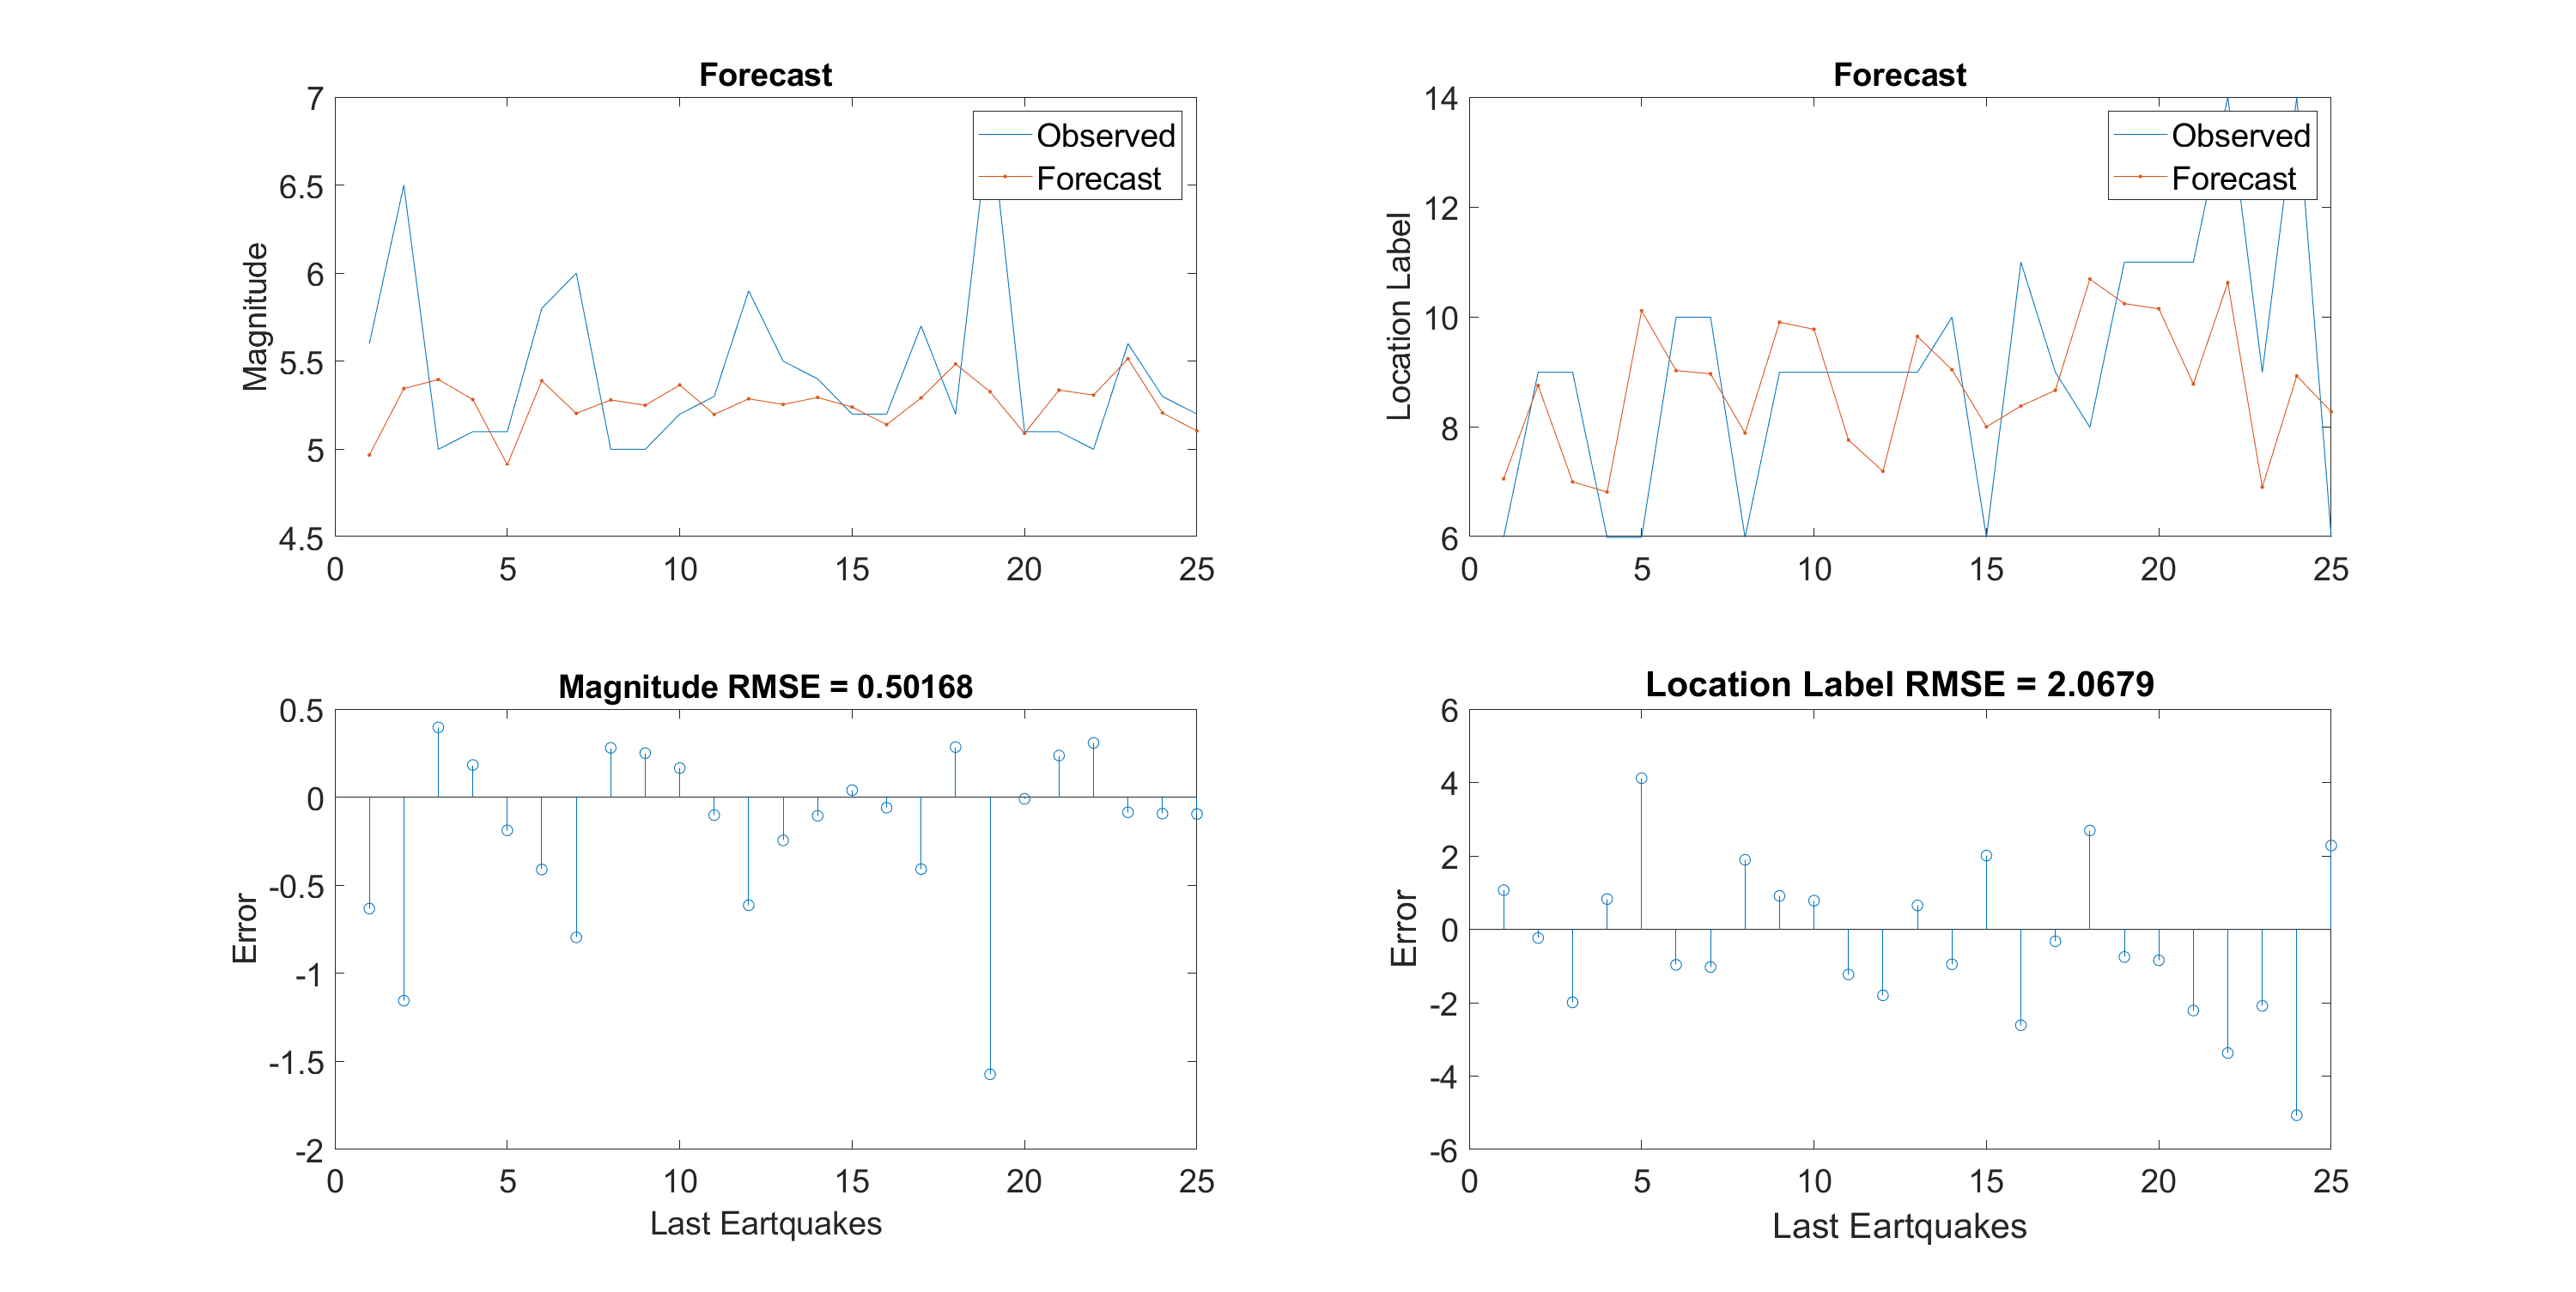 Forecast
7
6.5
6
5.5
5
4.5
Magnitude
0 5 10 15 20 25
Observed
Forecast
Forecast
14
12
10
8
6
Location Label
0 5 10 15 20 25
Observed
Forecast
Magnitude RMSE = 0.50168
0.5
0
-0.5
-1
-1.5
-2
Error
0 5 10 15 20 25
Last Eartquakes
Location Label RMSE = 2.0679
6
4
2
0
-2
-4
-6
Error
0 5 10 15 20 25
Last Eartquakes